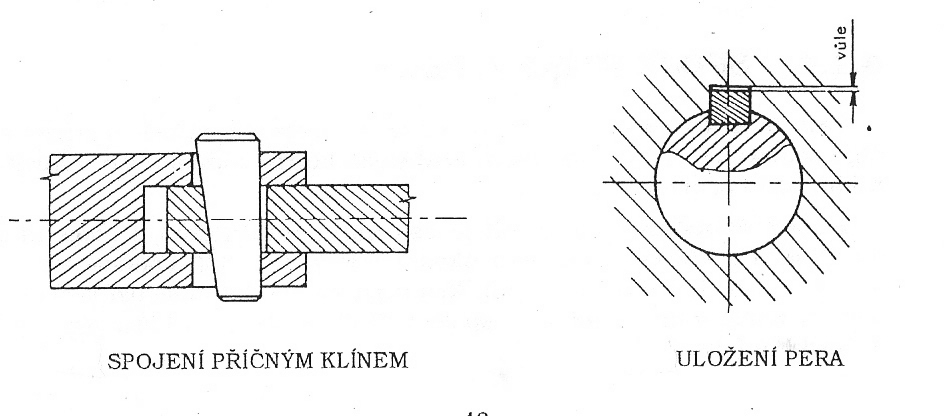 vůle
SPOJENÍ PŘÍČNÝM KLÍNEM
ULOŽENÍ PERA